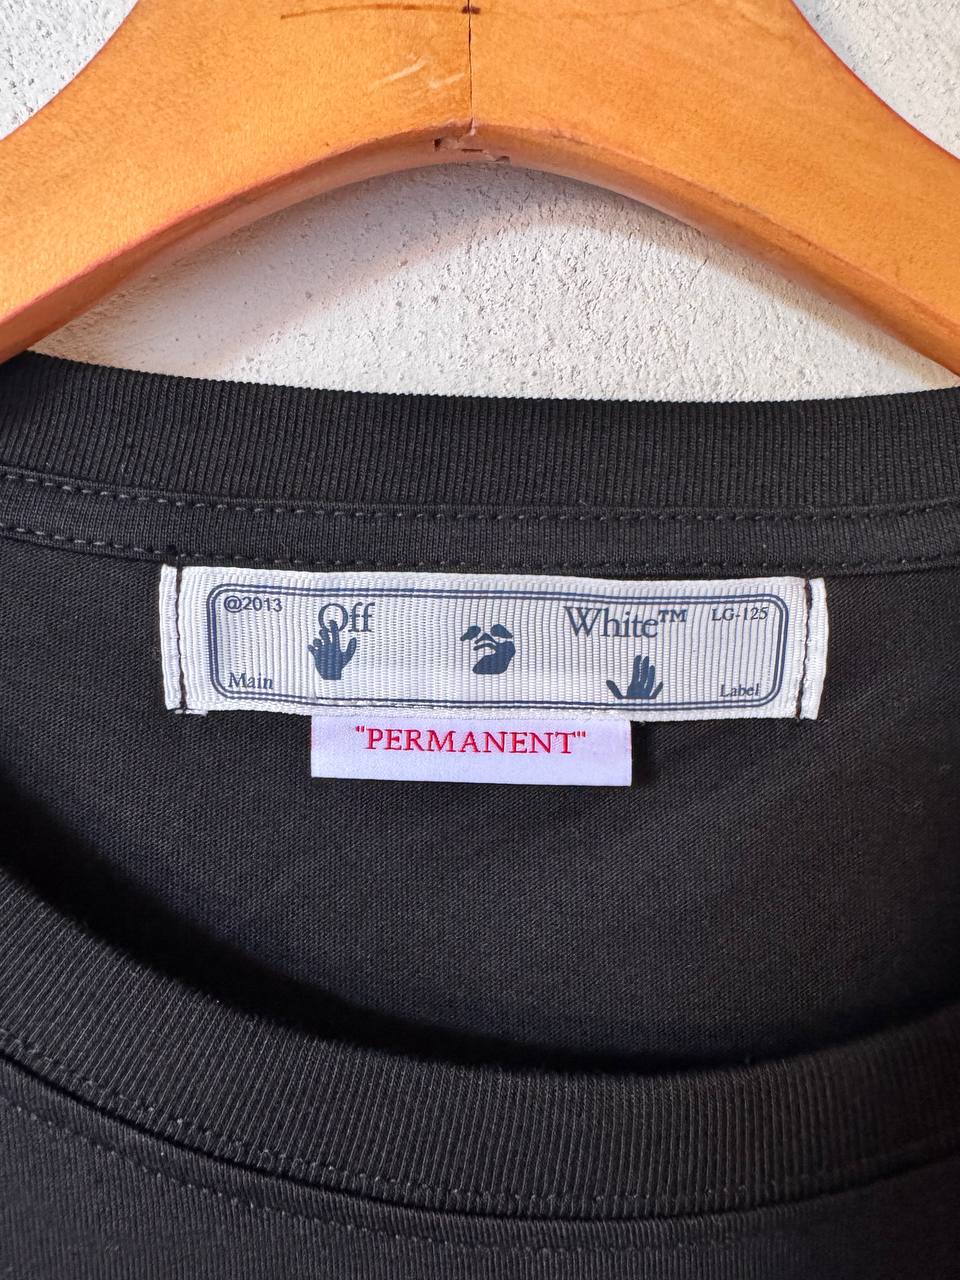 @2013 Off White™ LG-125
Main Label
"PERMANENT"